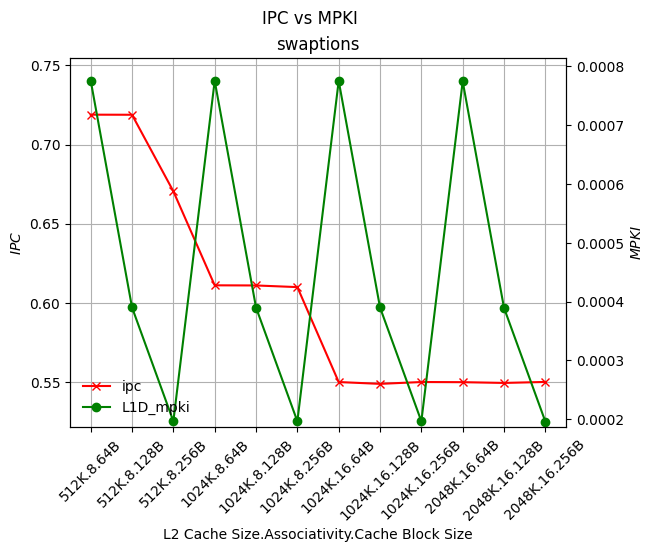 IPC vs MPKI
swaptions
0.75
0.70
0.65
0.60
0.55
IPC
0.0008
0.0007
0.0006
0.0005
0.0004
0.0003
0.0002
MPKI
ipc
L1D_mpki
512K.8.64B
512K.8.128B
512K.8.256B
1024K.8.64B
1024K.8.128B
1024K.8.256B
1024K.16.64B
1024K.16.128B
1024K.16.256B
2048K.16.64B
2048K.16.128B
2048K.16.256B
L2 Cache Size.Associativity.Cache Block Size